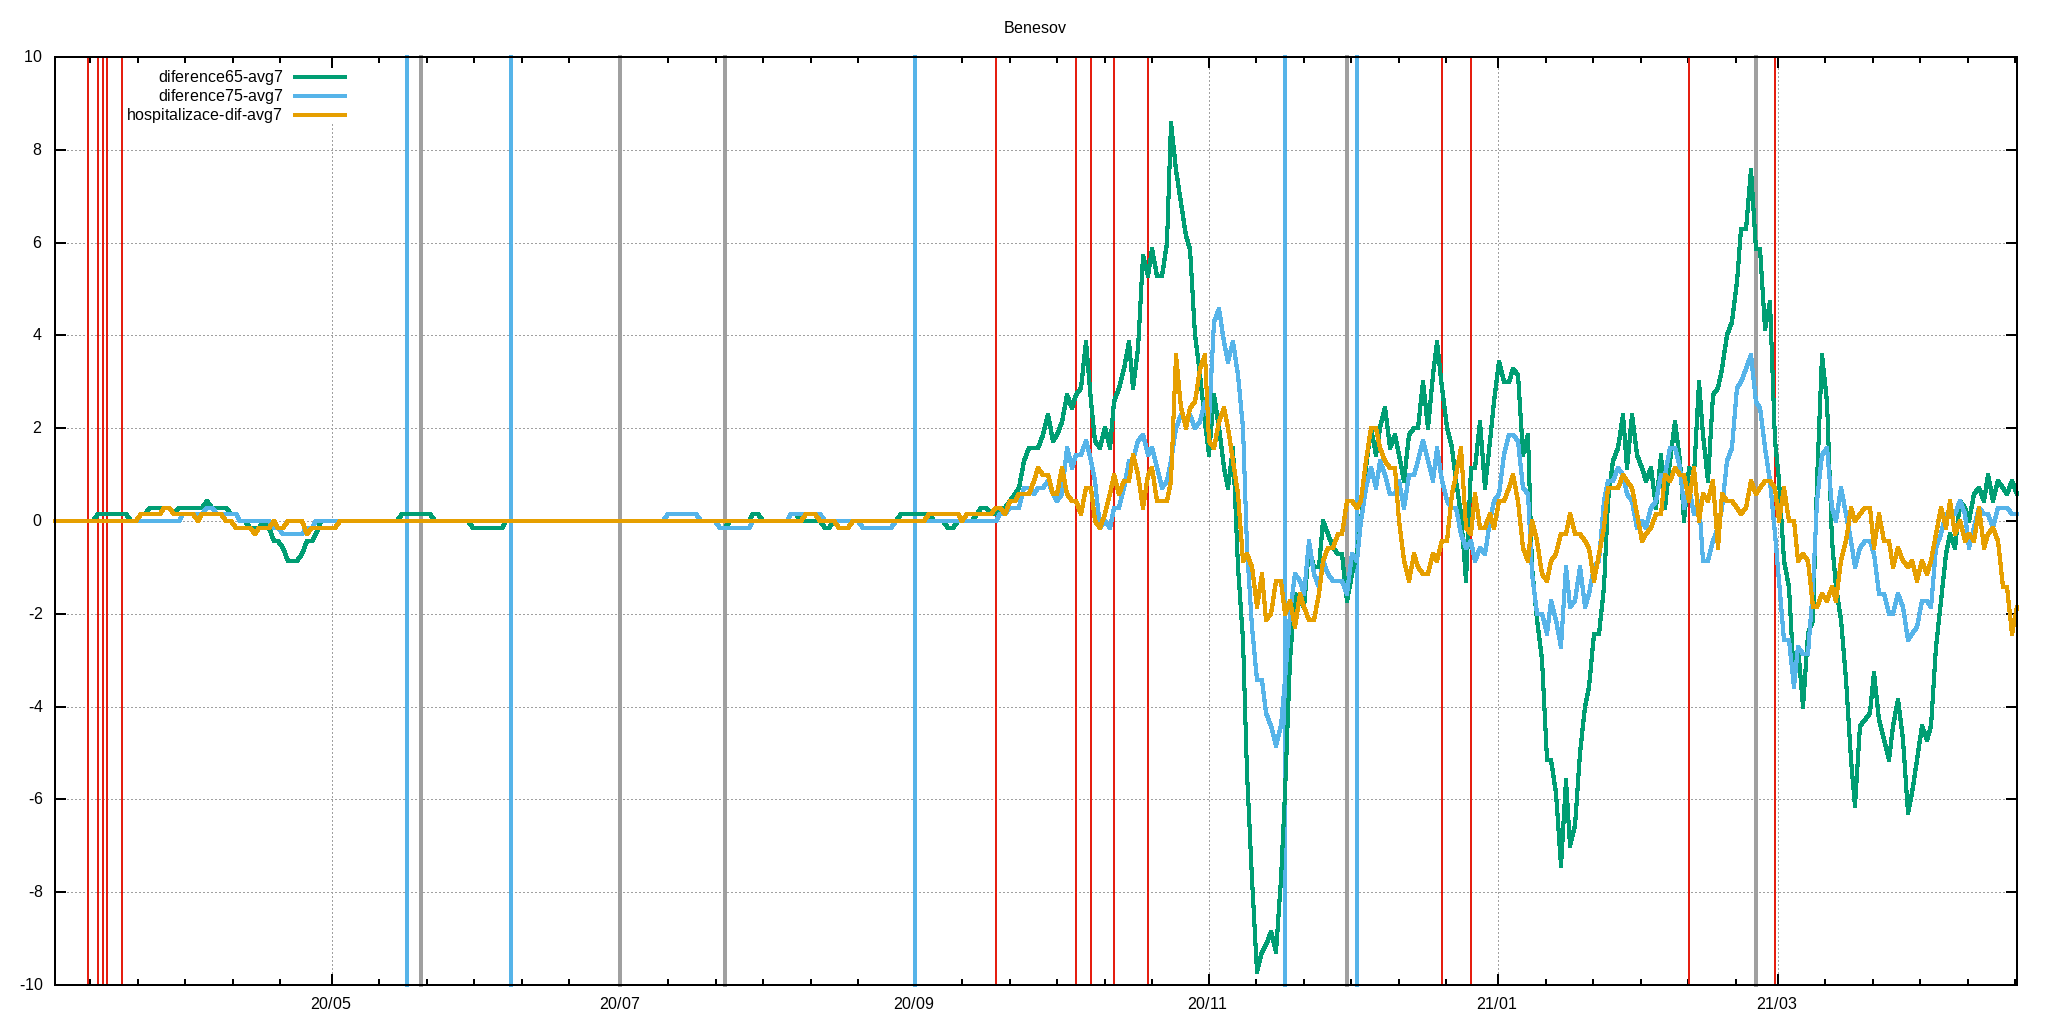 Benesov
10
diference65-avg7
diference75-avg7
hospitalizace-dif-avg7
8
6
4
2
0
-2
-4
-6
-8
-10
20/05 20/07 20/09 20/11 21/01 21/03